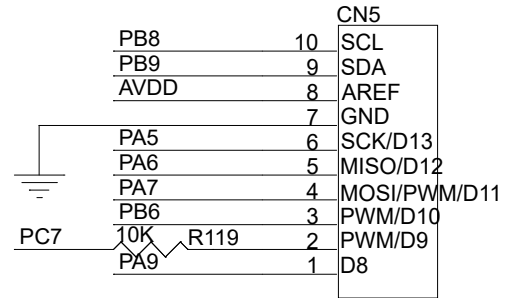 CN5
PB8 10 SCL
PB9 9 SDA
AVDD 8 AREF
7 GND
PA5 6 SCK/D13
PA6 5 MISO/D12
PA7 4 MOSI/PWM/D11
PB6 3 PWM/D10
PC7 10K R119 2 PWM/D9
PA9 1 D8